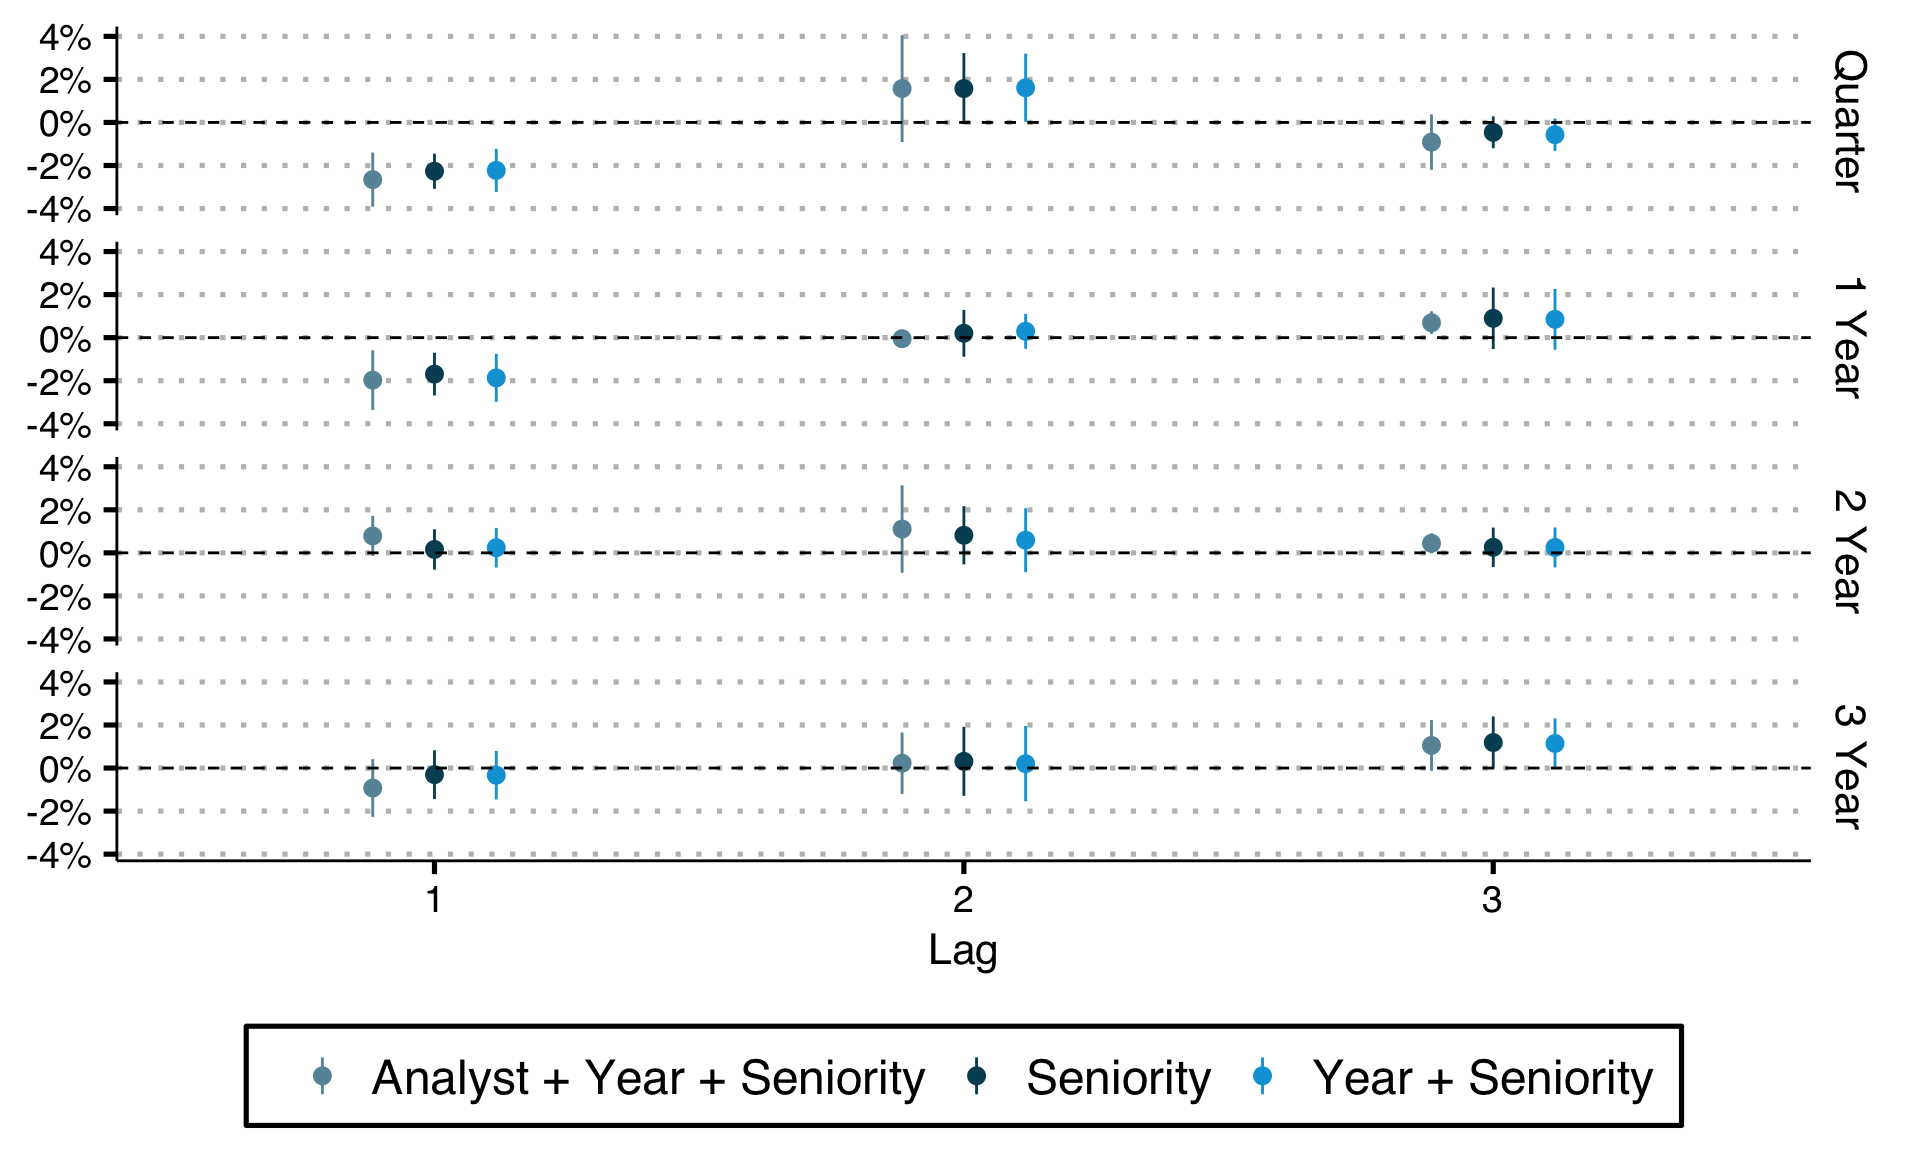 4%
2%
0%
-2%
-4%
Quarter
4%
2%
0%
-2%
-4%
1 Year
4%
2%
0%
-2%
-4%
2 Year
4%
2%
0%
-2%
-4%
3 Year
1 2 3
Lag
Analyst + Year + Seniority Seniority Year + Seniority